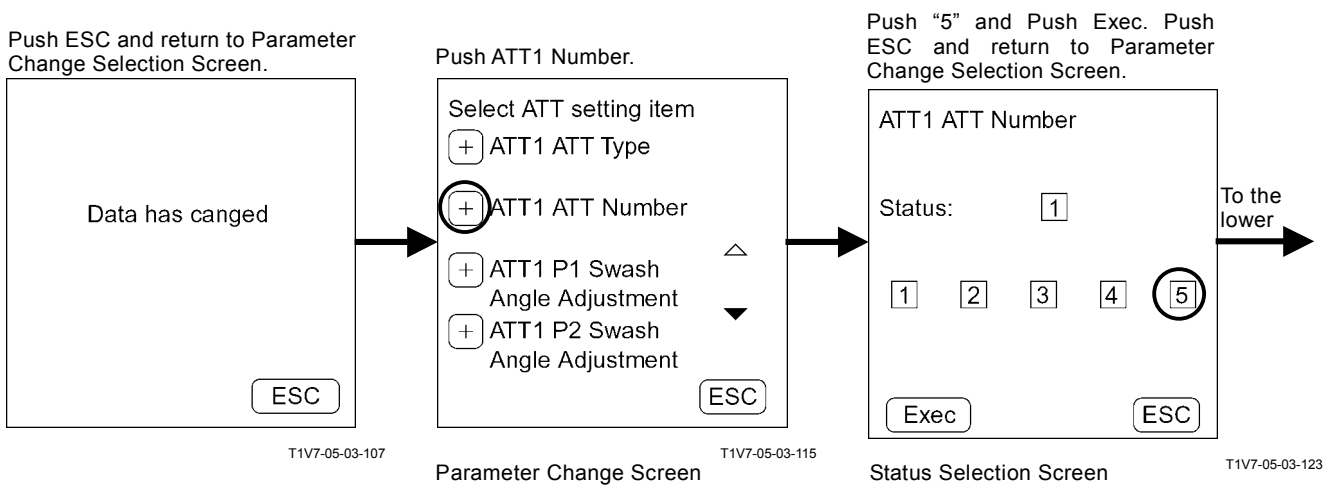 Push ESC and return to Parameter
Change Selection Screen.
Data has canged
ESC
T1V7-05-03-107
Push ATT1 Number.
Select ATT setting item
+ ATT1 ATT Type
+ ATT1 ATT Number
+ ATT1 P1 Swash
Angle Adjustment
+ ATT1 P2 Swash
Angle Adjustment
ESC
T1V7-05-03-115
Parameter Change Screen
Push “5” and Push Exec. Push
ESC and return to Parameter
Change Selection Screen.
ATT1 ATT Number
Status: 1
1 2 3 4 5
Exec ESC
T1V7-05-03-123
Status Selection Screen
To the
lower